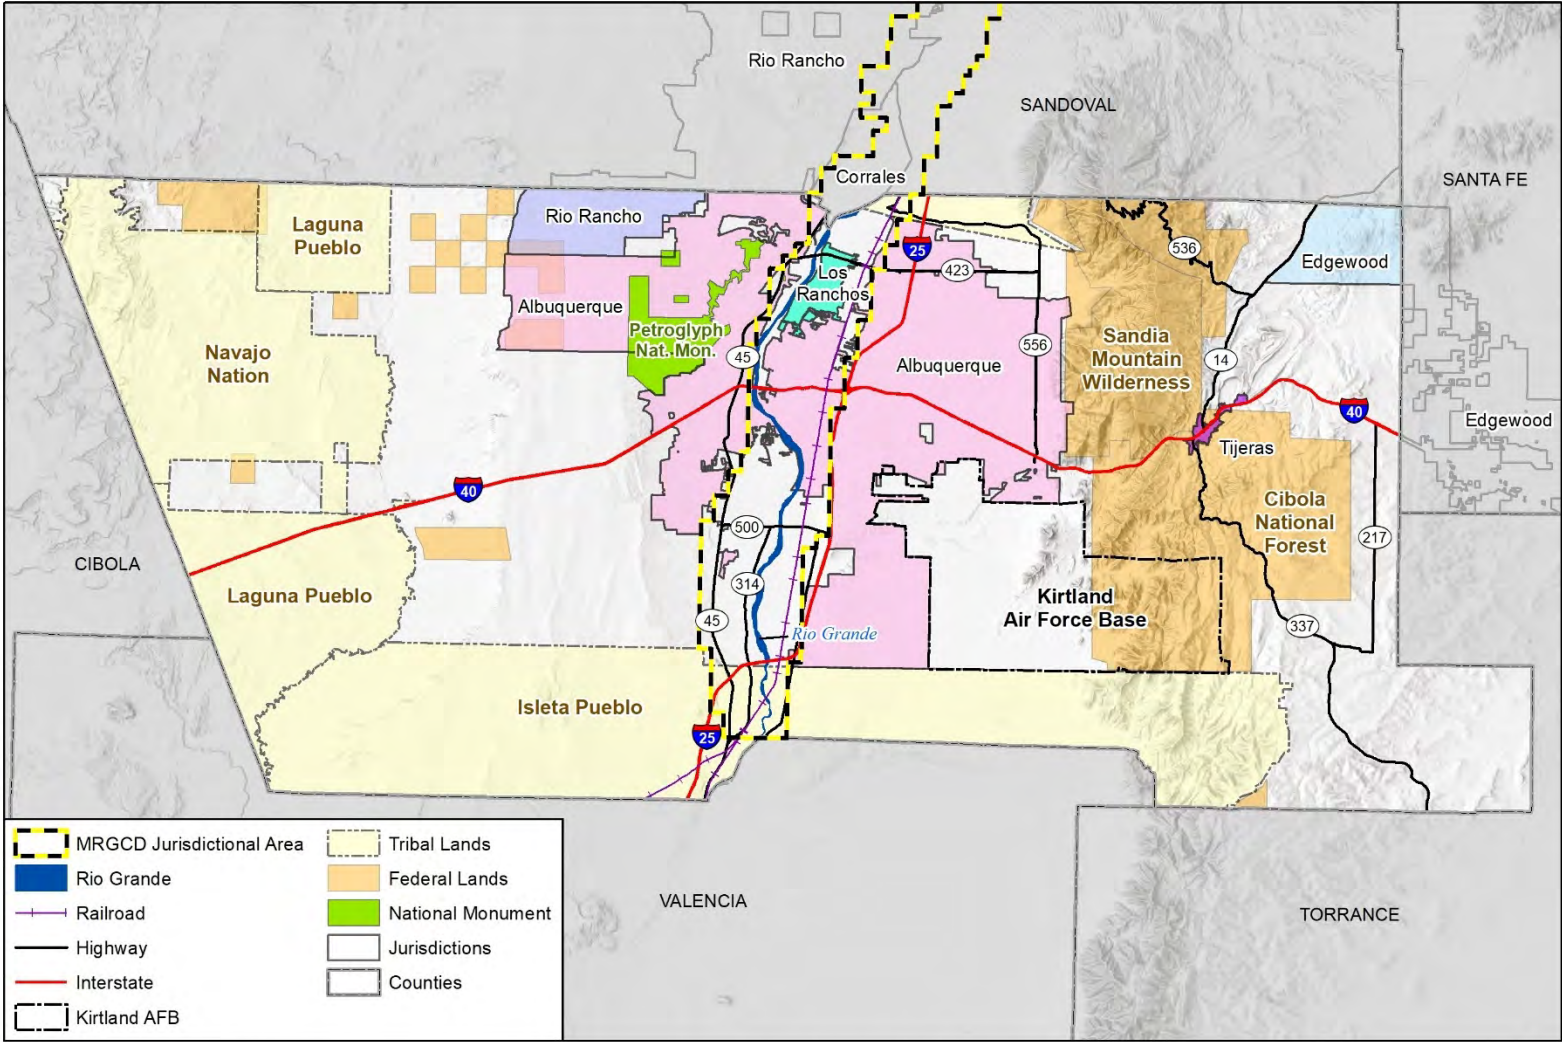 Rio Rancho
SANDOVAL
Corrales
SANTA FE
Laguna
Pueblo
Rio Rancho
25
536
Edgewood
423
Los
Ranchos
Albuquerque
Petroglyph
Nat. Mon.
Navajo
Nation
45
556
Sandia
Mountain
Wilderness
14
Albuquerque
40
Edgewood
Tijeras
40
Cibola
National
Forest
500
217
CIBOLA
314
Laguna Pueblo
Kirtland
Air Force Base
45
Rio Grande
337
Isleta Pueblo
25
MRGCD Jurisdictional Area
Rio Grande
Railroad
Highway
Interstate
Kirtland AFB
Tribal Lands
Federal Lands
National Monument
Jurisdictions
Counties
VALENCIA
TORRANCE